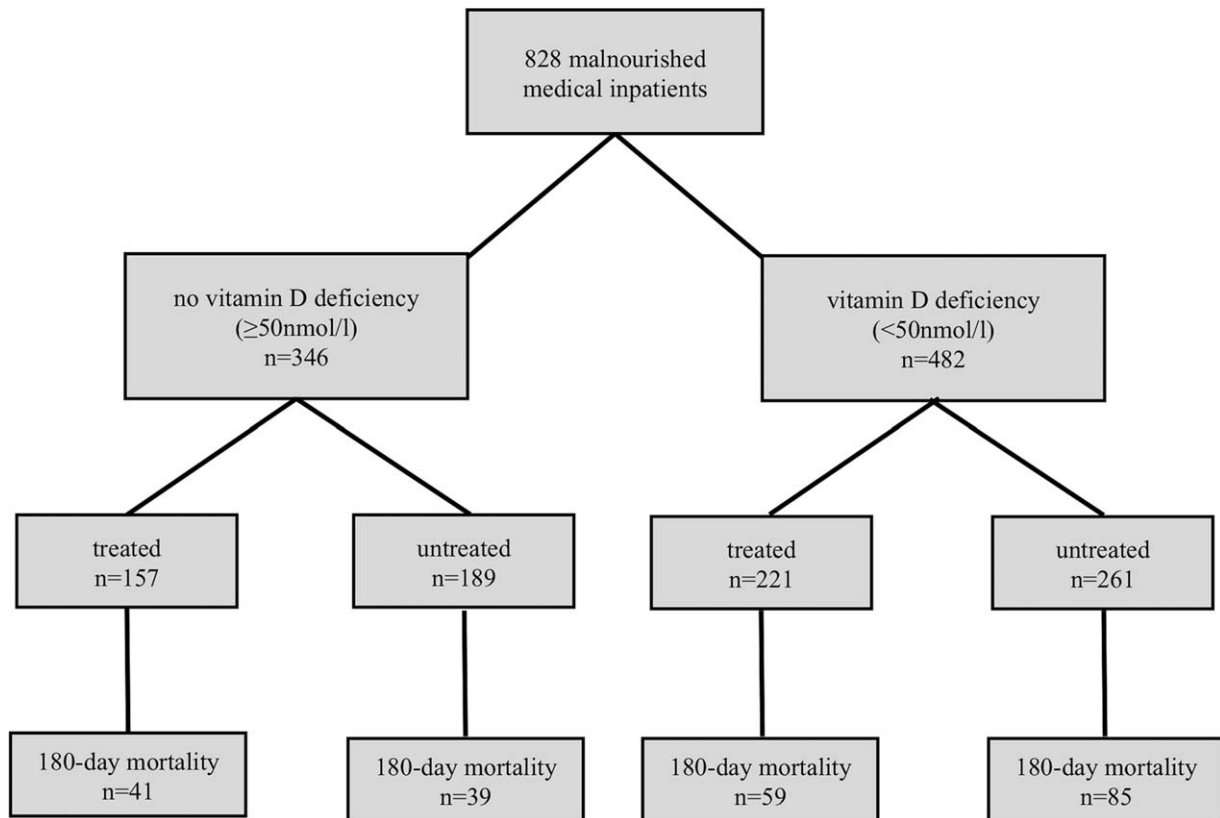 828 malnourished
medical inpatients
no vitamin D deficiency
(≥50nmol/l)
n=346
vitamin D deficiency
(<50nmol/l)
n=482
treated
n=157
untreated
n=189
treated
n=221
untreated
n=261
180-day mortality
n=41
180-day mortality
n=39
180-day mortality
n=59
180-day mortality
n=85